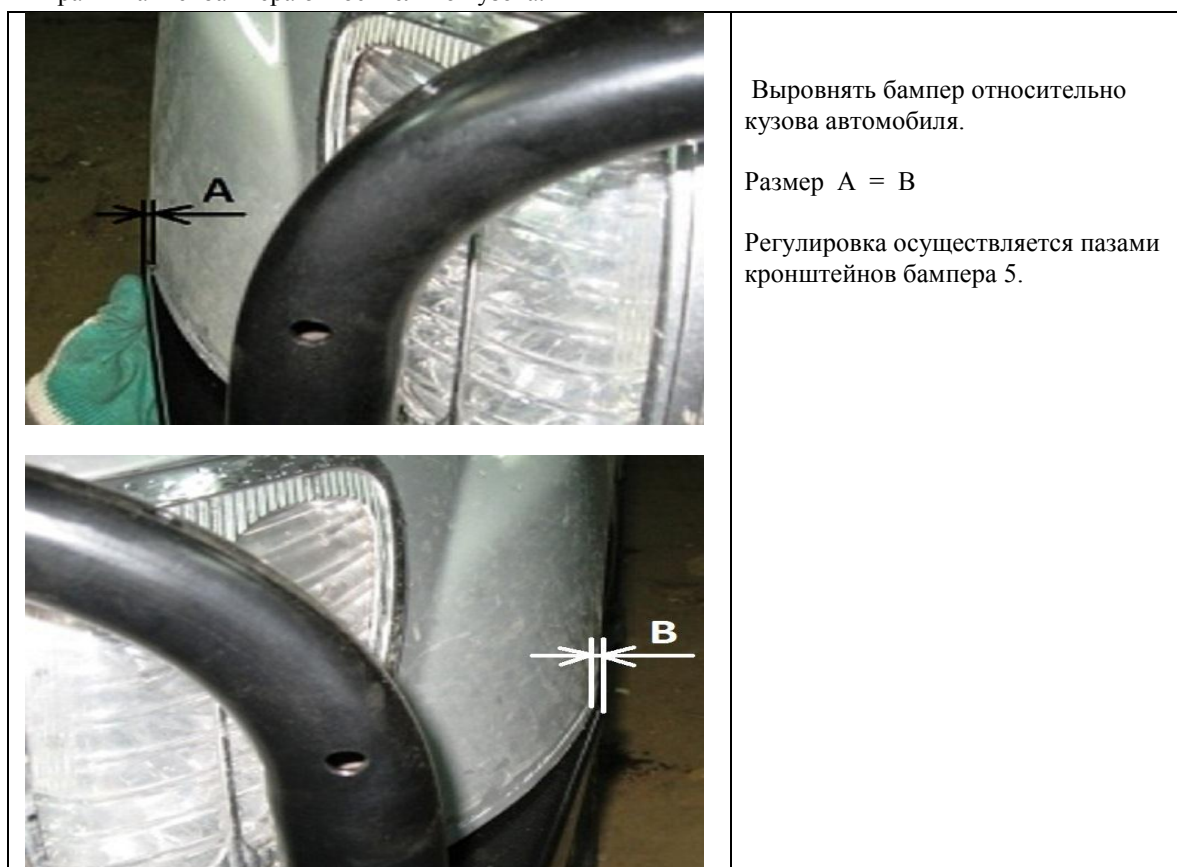 A
B
Выровнять бампер относительно
кузова автомобиля.
Размер А = В
Регулировка осуществляется пазами
кронштейнов бампера 5.